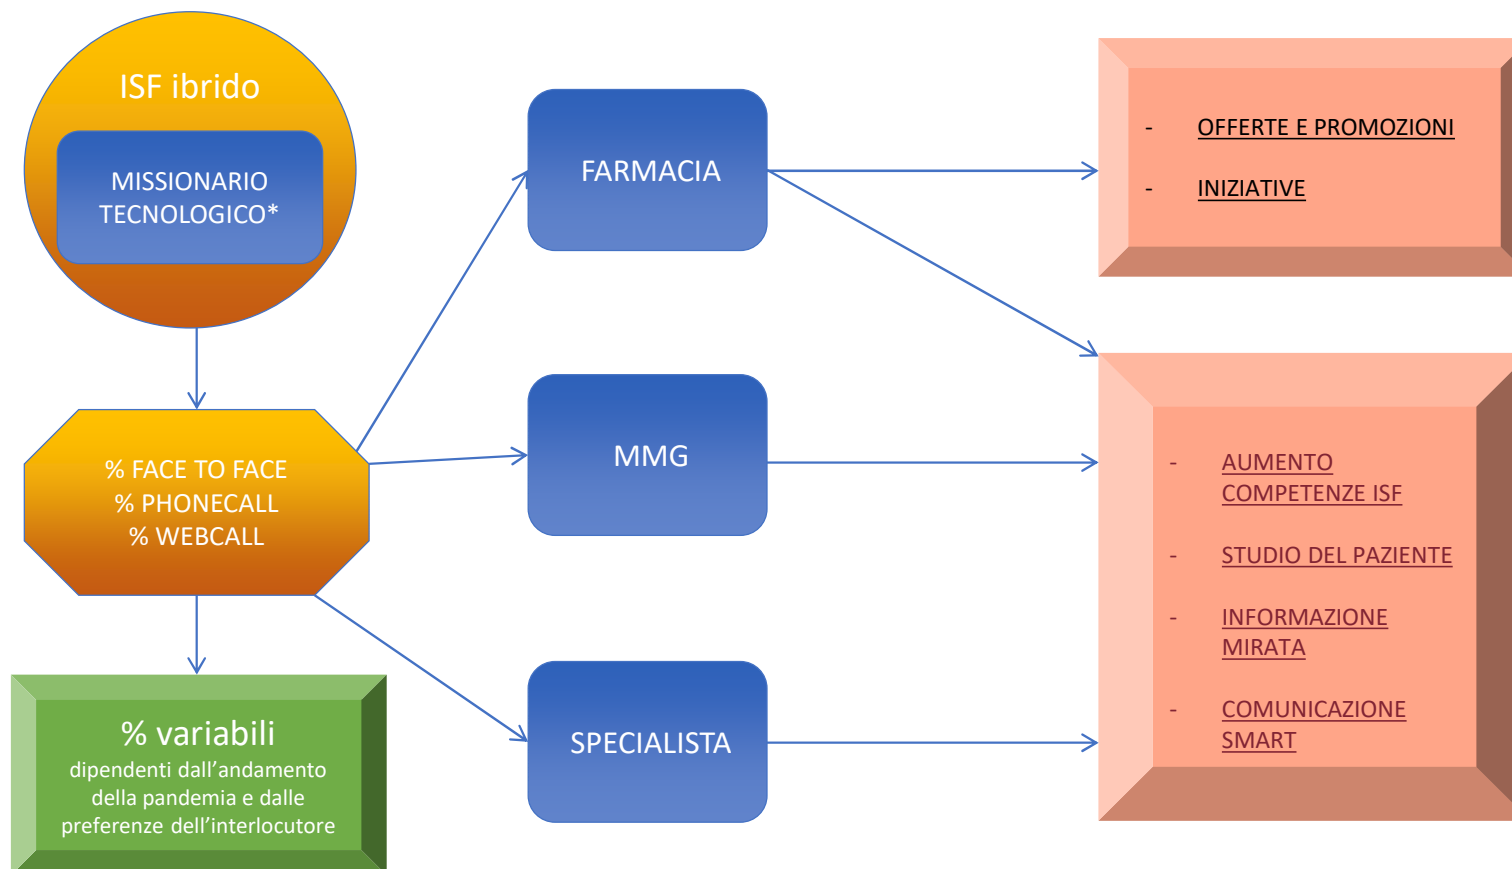 ISF ibrido
MISSIONARIO
TECNOLOGICO*
% FACE TO FACE
% PHONECALL
% WEBCALL
% variabili
dipendenti dall’andamento
della pandemia e dalle
preferenze dell’interlocutore
FARMACIA
MMG
SPECIALISTA
- OFFERTE E PROMOZIONI
- INIZIATIVE
- AUMENTO
COMPETENZE ISF
- STUDIO DEL PAZIENTE
- INFORMAZIONE
MIRATA
- COMUNICAZIONE
SMART